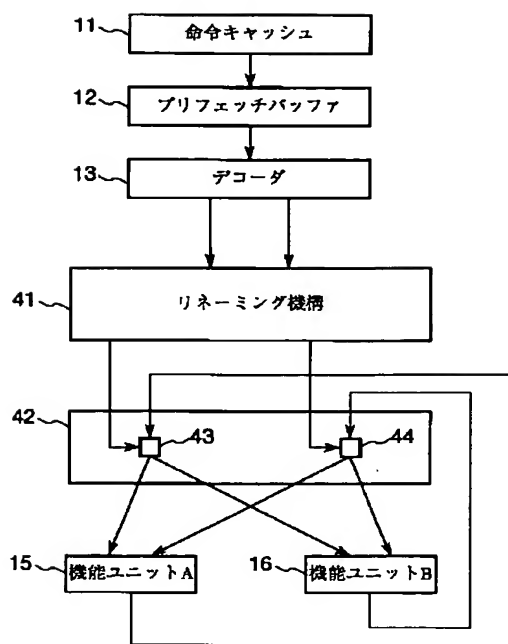 11
命令キャッシュ
12
プリフェッチバッファ
13
デコーダ
41
リネーミング機構
42
43
44
15
機能ユニットA
16
機能ユニットB